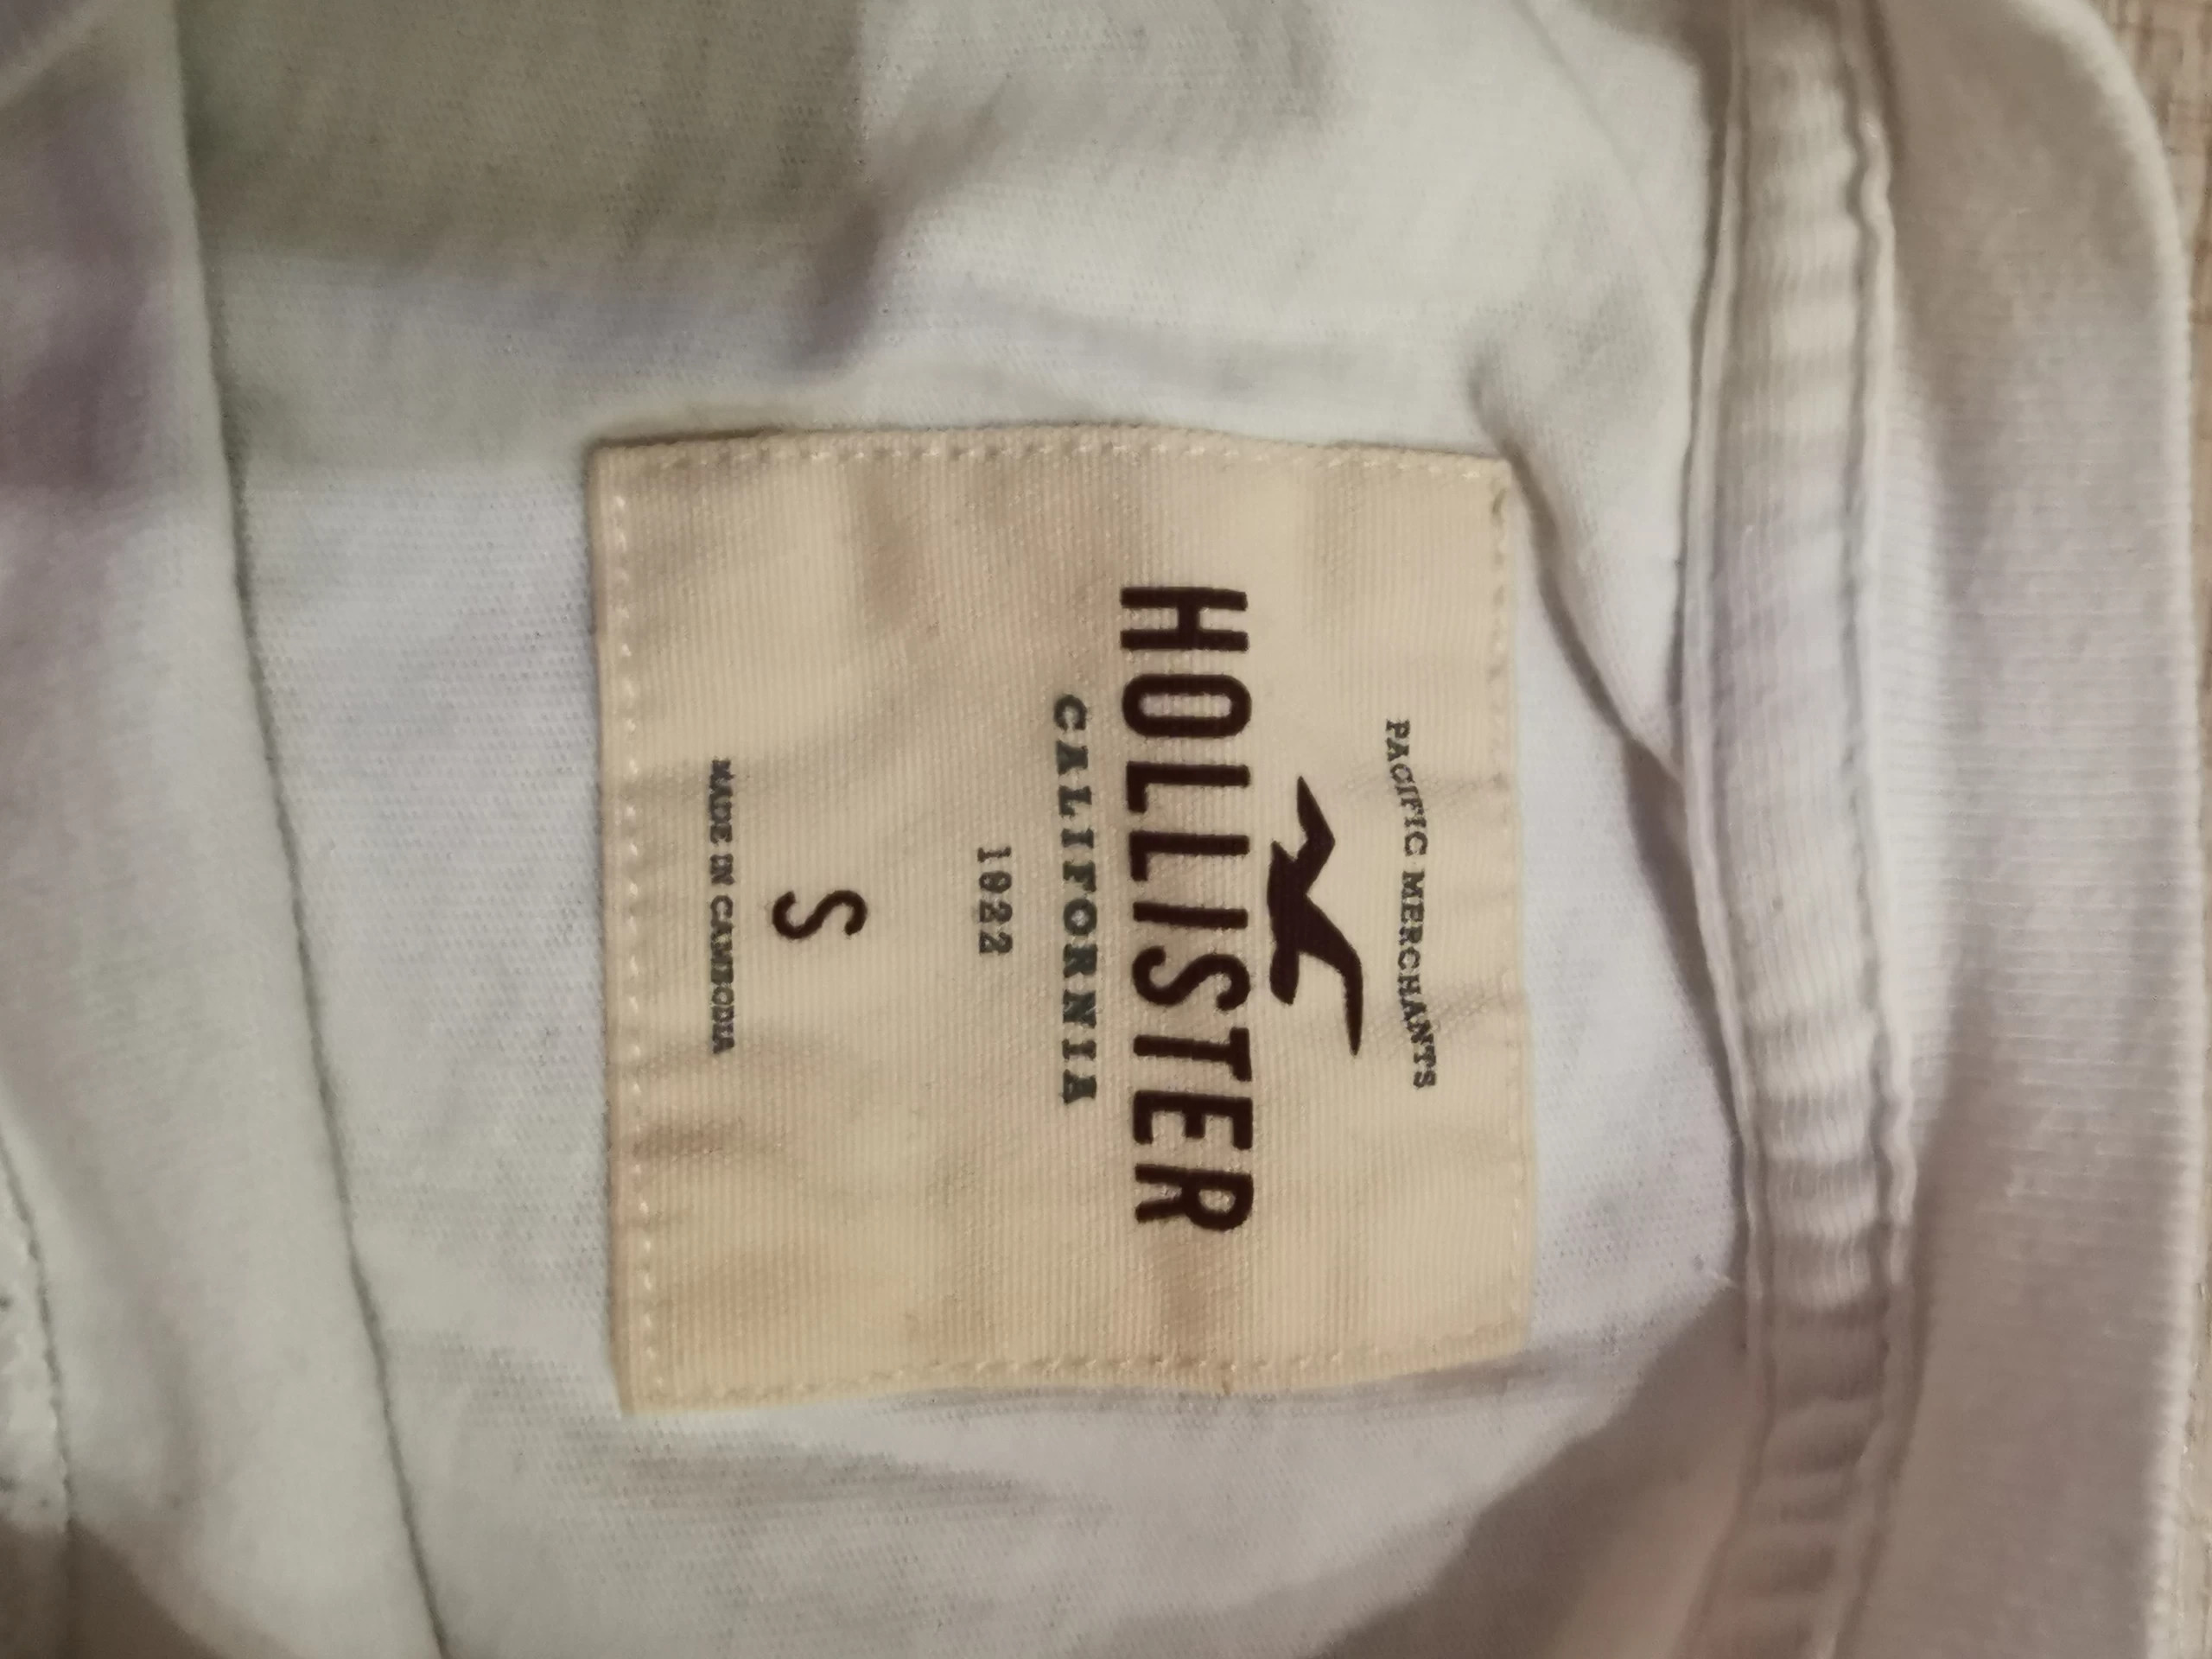 PACIFIC MERCHANTS
HOLLISTER
CALIFORNIA
1922
S
MADE IN CAMBODIA